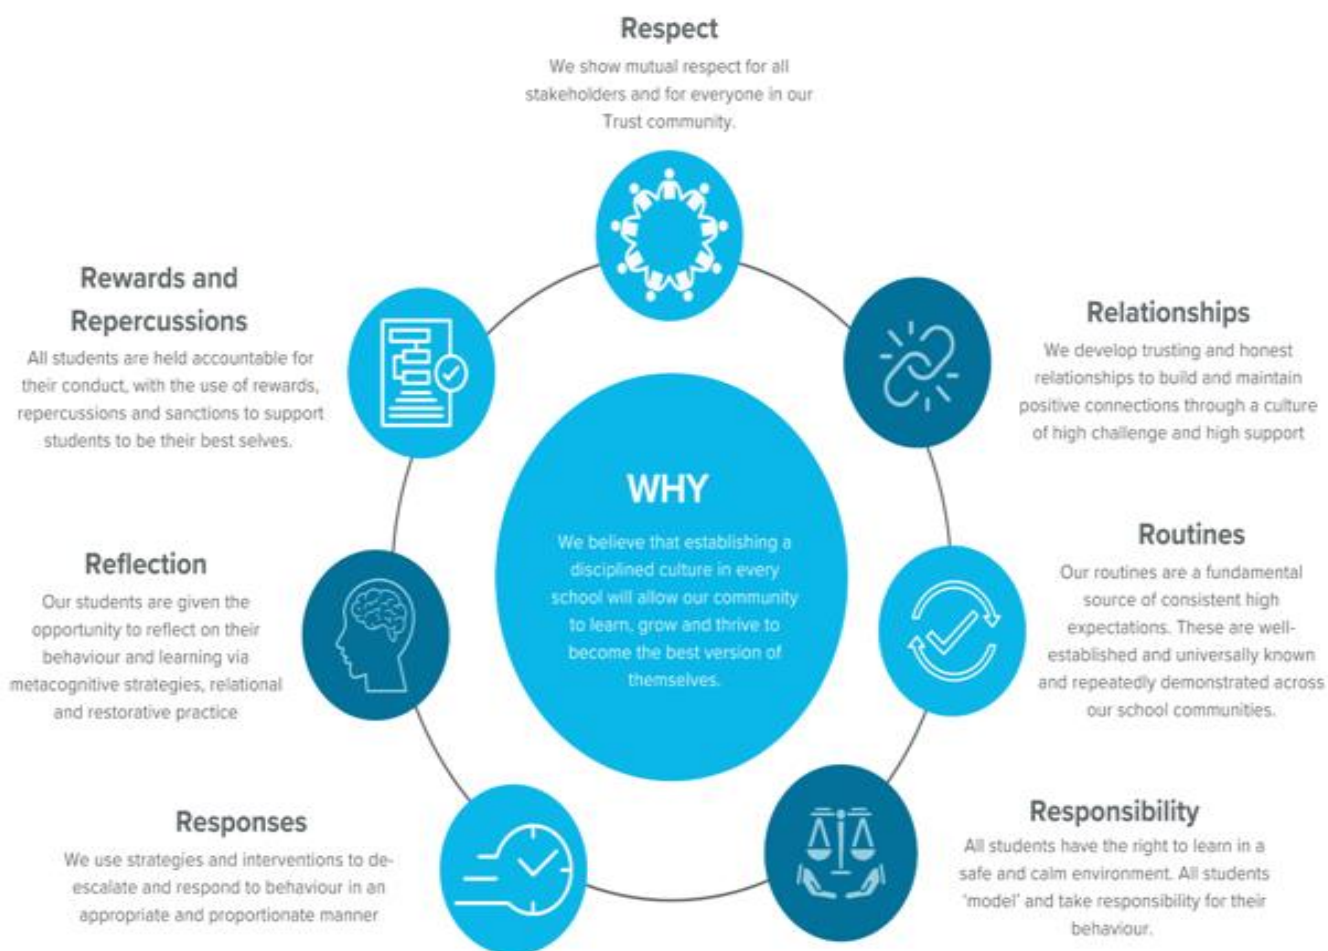 Respect
We show mutual respect for all
stakeholders and for everyone in our
Trust community.
Relationships
We develop trusting and honest
relationships to build and maintain
positive connections through a culture
of high challenge and high support
Routines
Our routines are a fundamental
source of consistent high
expectations. These are well-
established and universally known
and repeatedly demonstrated across
our school communities.
Responsibility
All students have the right to learn in a
safe and calm environment. All students
'model' and take responsibility for their
behaviour.
Responses
We use strategies and interventions to de-
escalate and respond to behaviour in an
appropriate and proportionate manner
Reflection
Our students are given the
opportunity to reflect on their
behaviour and learning via
metacognitive strategies, relational
and restorative practice
Rewards and
Repercussions
All students are held accountable for
their conduct, with the use of rewards,
repercussions and sanctions to support
students to be their best selves.
WHY
We believe that establishing a
disciplined culture in every
school will allow our community
to learn, grow and thrive to
become the best version of
themselves.